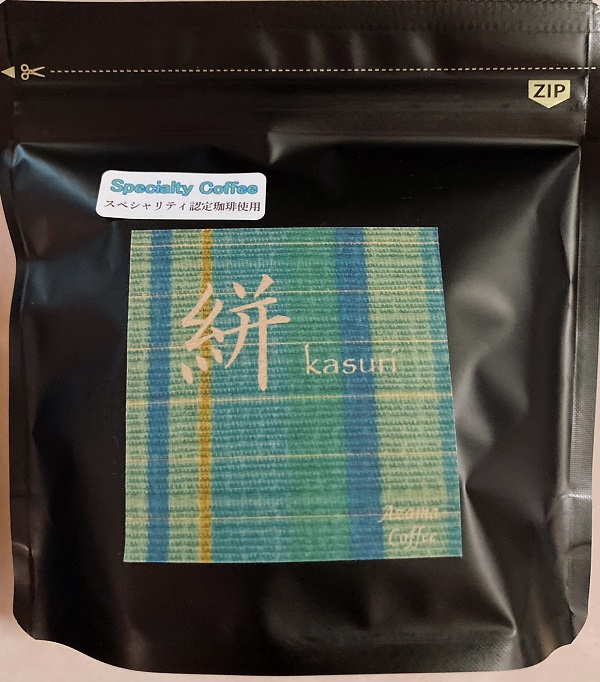 ZIP
Specialty Coffee
スペシャリティ認定珈琲使用
絣
kasuri
Azama
Coffee